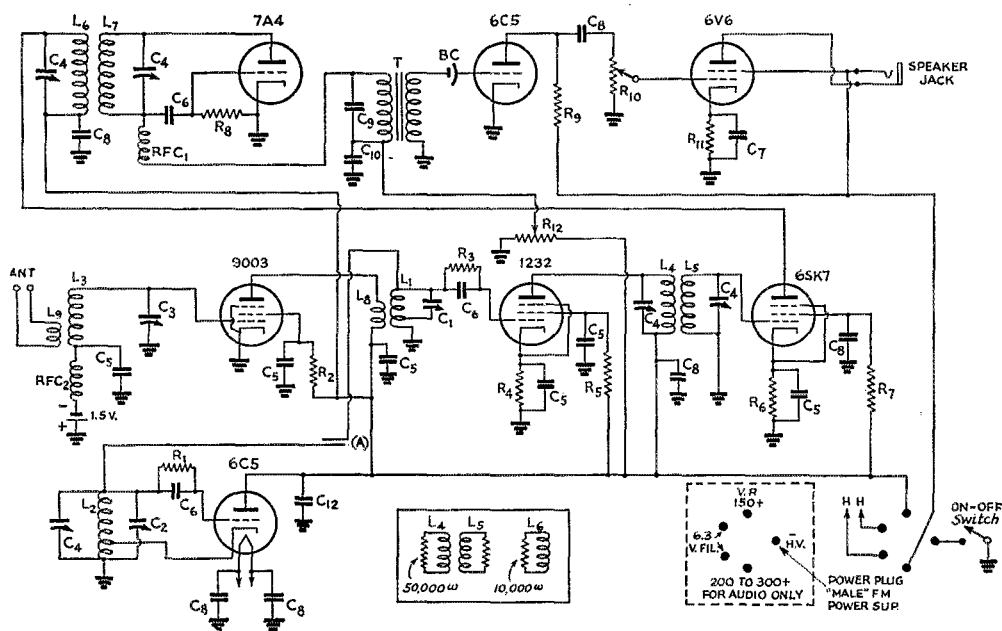 L6 L7 7A4 6C5 6V6
C4 C4 T BC C8
SPEAKER
JACK
C6 R10
R8 C9 R9
C8 RFC1 C10 R11 C7
R12
ANT L3 9003 L1 R3 1232 L4 L5 6SK7
L9 C3 L8 C6 C4 C4
C1 C5 C8
C5 C5 R2 C5 C8
RFC2 R4 C5 R5 R6 C5 R7
- 1.5 V.
+
(A)
R1 6C5
L2 C6 C12
C4 C2
C8 C8
L4 L5 L6
50,000ω 10,000ω
V.R
150+
6.3
V. FIL.
- H.V.
200 TO 300+
FOR AUDIO ONLY
H H
ON-OFF
Switch
POWER PLUG
"MALE" FM
POWER SUP.